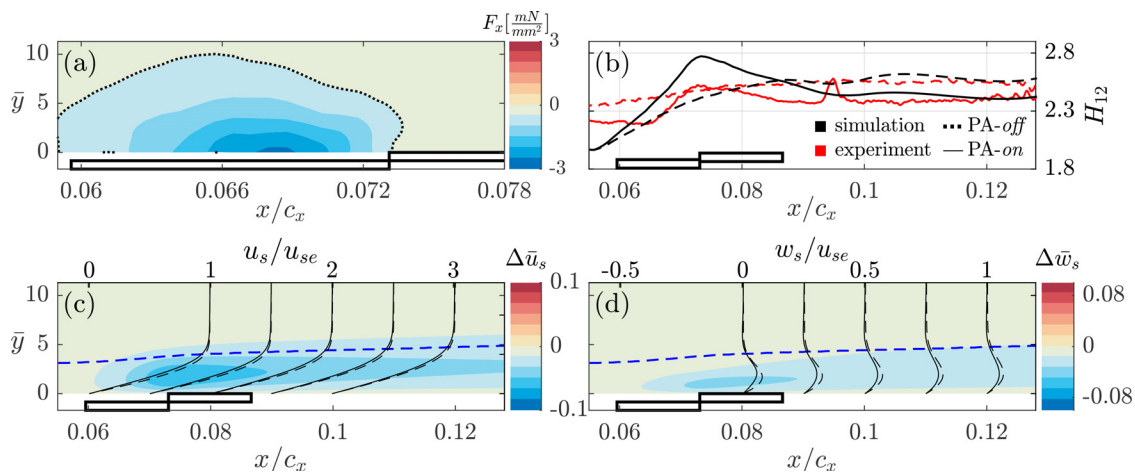 F_x[mN/mm²]
(a)
3
0
-3
10
5
0
ȳ
0.06 0.066 0.072 0.078
x/c_x
(b)
2.8
2.3
1.8
H_12
simulation PA-off
experiment PA-on
0.06 0.08 0.1 0.12
x/c_x
u_s/u_se
0 1 2 3
(c)
Δū_s
0.1
0
-0.1
10
5
0
ȳ
0.06 0.08 0.1 0.12
x/c_x
w_s/u_se
-0.5 0 0.5 1
(d)
Δw̄_s
0.08
0
-0.08
0.06 0.08 0.1 0.12
x/c_x